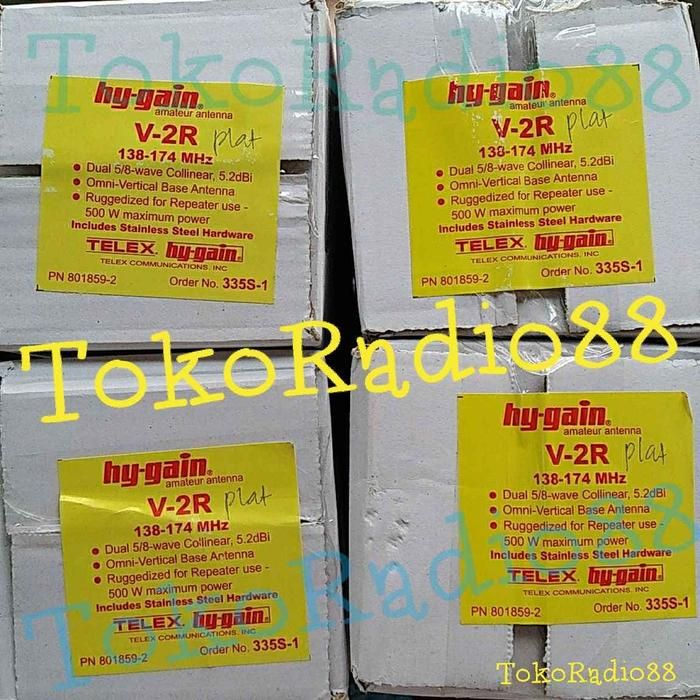 TokoRadio88
hy-gain®
amateur antenna
V-2R plat
138-174 MHz
• Dual 5/8-wave Collinear, 5.2dBi
• Omni-Vertical Base Antenna
• Ruggedized for Repeater use -
500 W maximum power
Includes Stainless Steel Hardware
TELEX® hy-gain®
TELEX COMMUNICATIONS, INC
PN 801859-2 Order No. 335S-1
hy-gain®
amateur antenna
V-2R plat
138-174 MHz
• Dual 5/8-wave Collinear, 5.2dBi
• Omni-Vertical Base Antenna
• Ruggedized for Repeater use -
500 W maximum power
Includes Stainless Steel Hardware
TELEX® hy-gain®
TELEX COMMUNICATIONS, INC
PN 801859-2 Order No. 335S-1
TokoRadio88
hy-gain®
amateur antenna
V-2R plat
138-174 MHz
• Dual 5/8-wave Collinear, 5.2dBi
• Omni-Vertical Base Antenna
• Ruggedized for Repeater use -
500 W maximum power
Includes Stainless Steel Hardware
TELEX® hy-gain®
TELEX COMMUNICATIONS, INC
PN 801859-2 Order No. 335S-1
hy-gain®
amateur antenna
V-2R plat
138-174 MHz
• Dual 5/8-wave Collinear, 5.2dBi
• Omni-Vertical Base Antenna
• Ruggedized for Repeater use -
500 W maximum power
Includes Stainless Steel Hardware
TELEX® hy-gain®
TELEX COMMUNICATIONS, INC
PN 801859-2 Order No. 335S-1
TokoRadio88
TokoRadio88